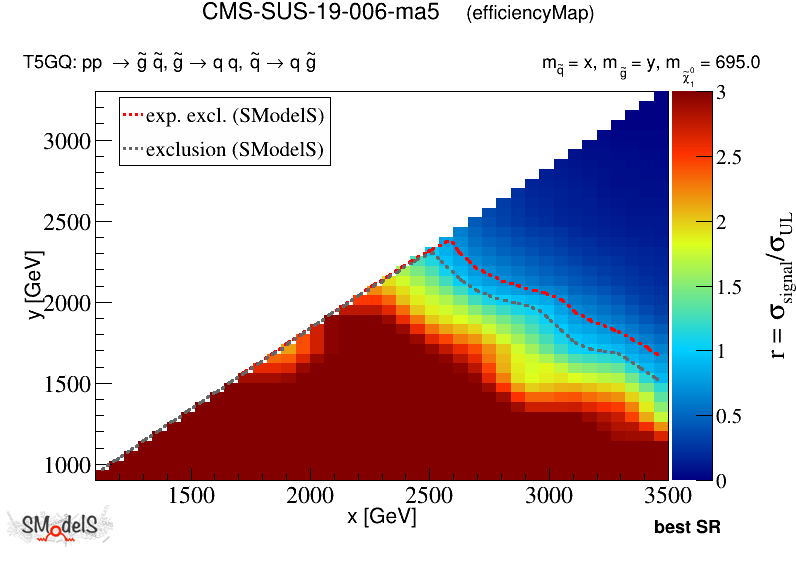 CMS-SUS-19-006-ma5 (efficiencyMap)
T5GQ: pp → g̃ q̃, g̃ → q q, q̃ → q g̃
m_q̃ = x, m_g̃ = y, m_χ̃₁⁰ = 695.0
exp. excl. (SModelS)
exclusion (SModelS)
y [GeV]
3000
2500
2000
1500
1000
1500
2000
2500
3000
3500
x [GeV]
3
2.5
2
1.5
1
0.5
0
r = σ_signal/σ_UL
SModelS
best SR